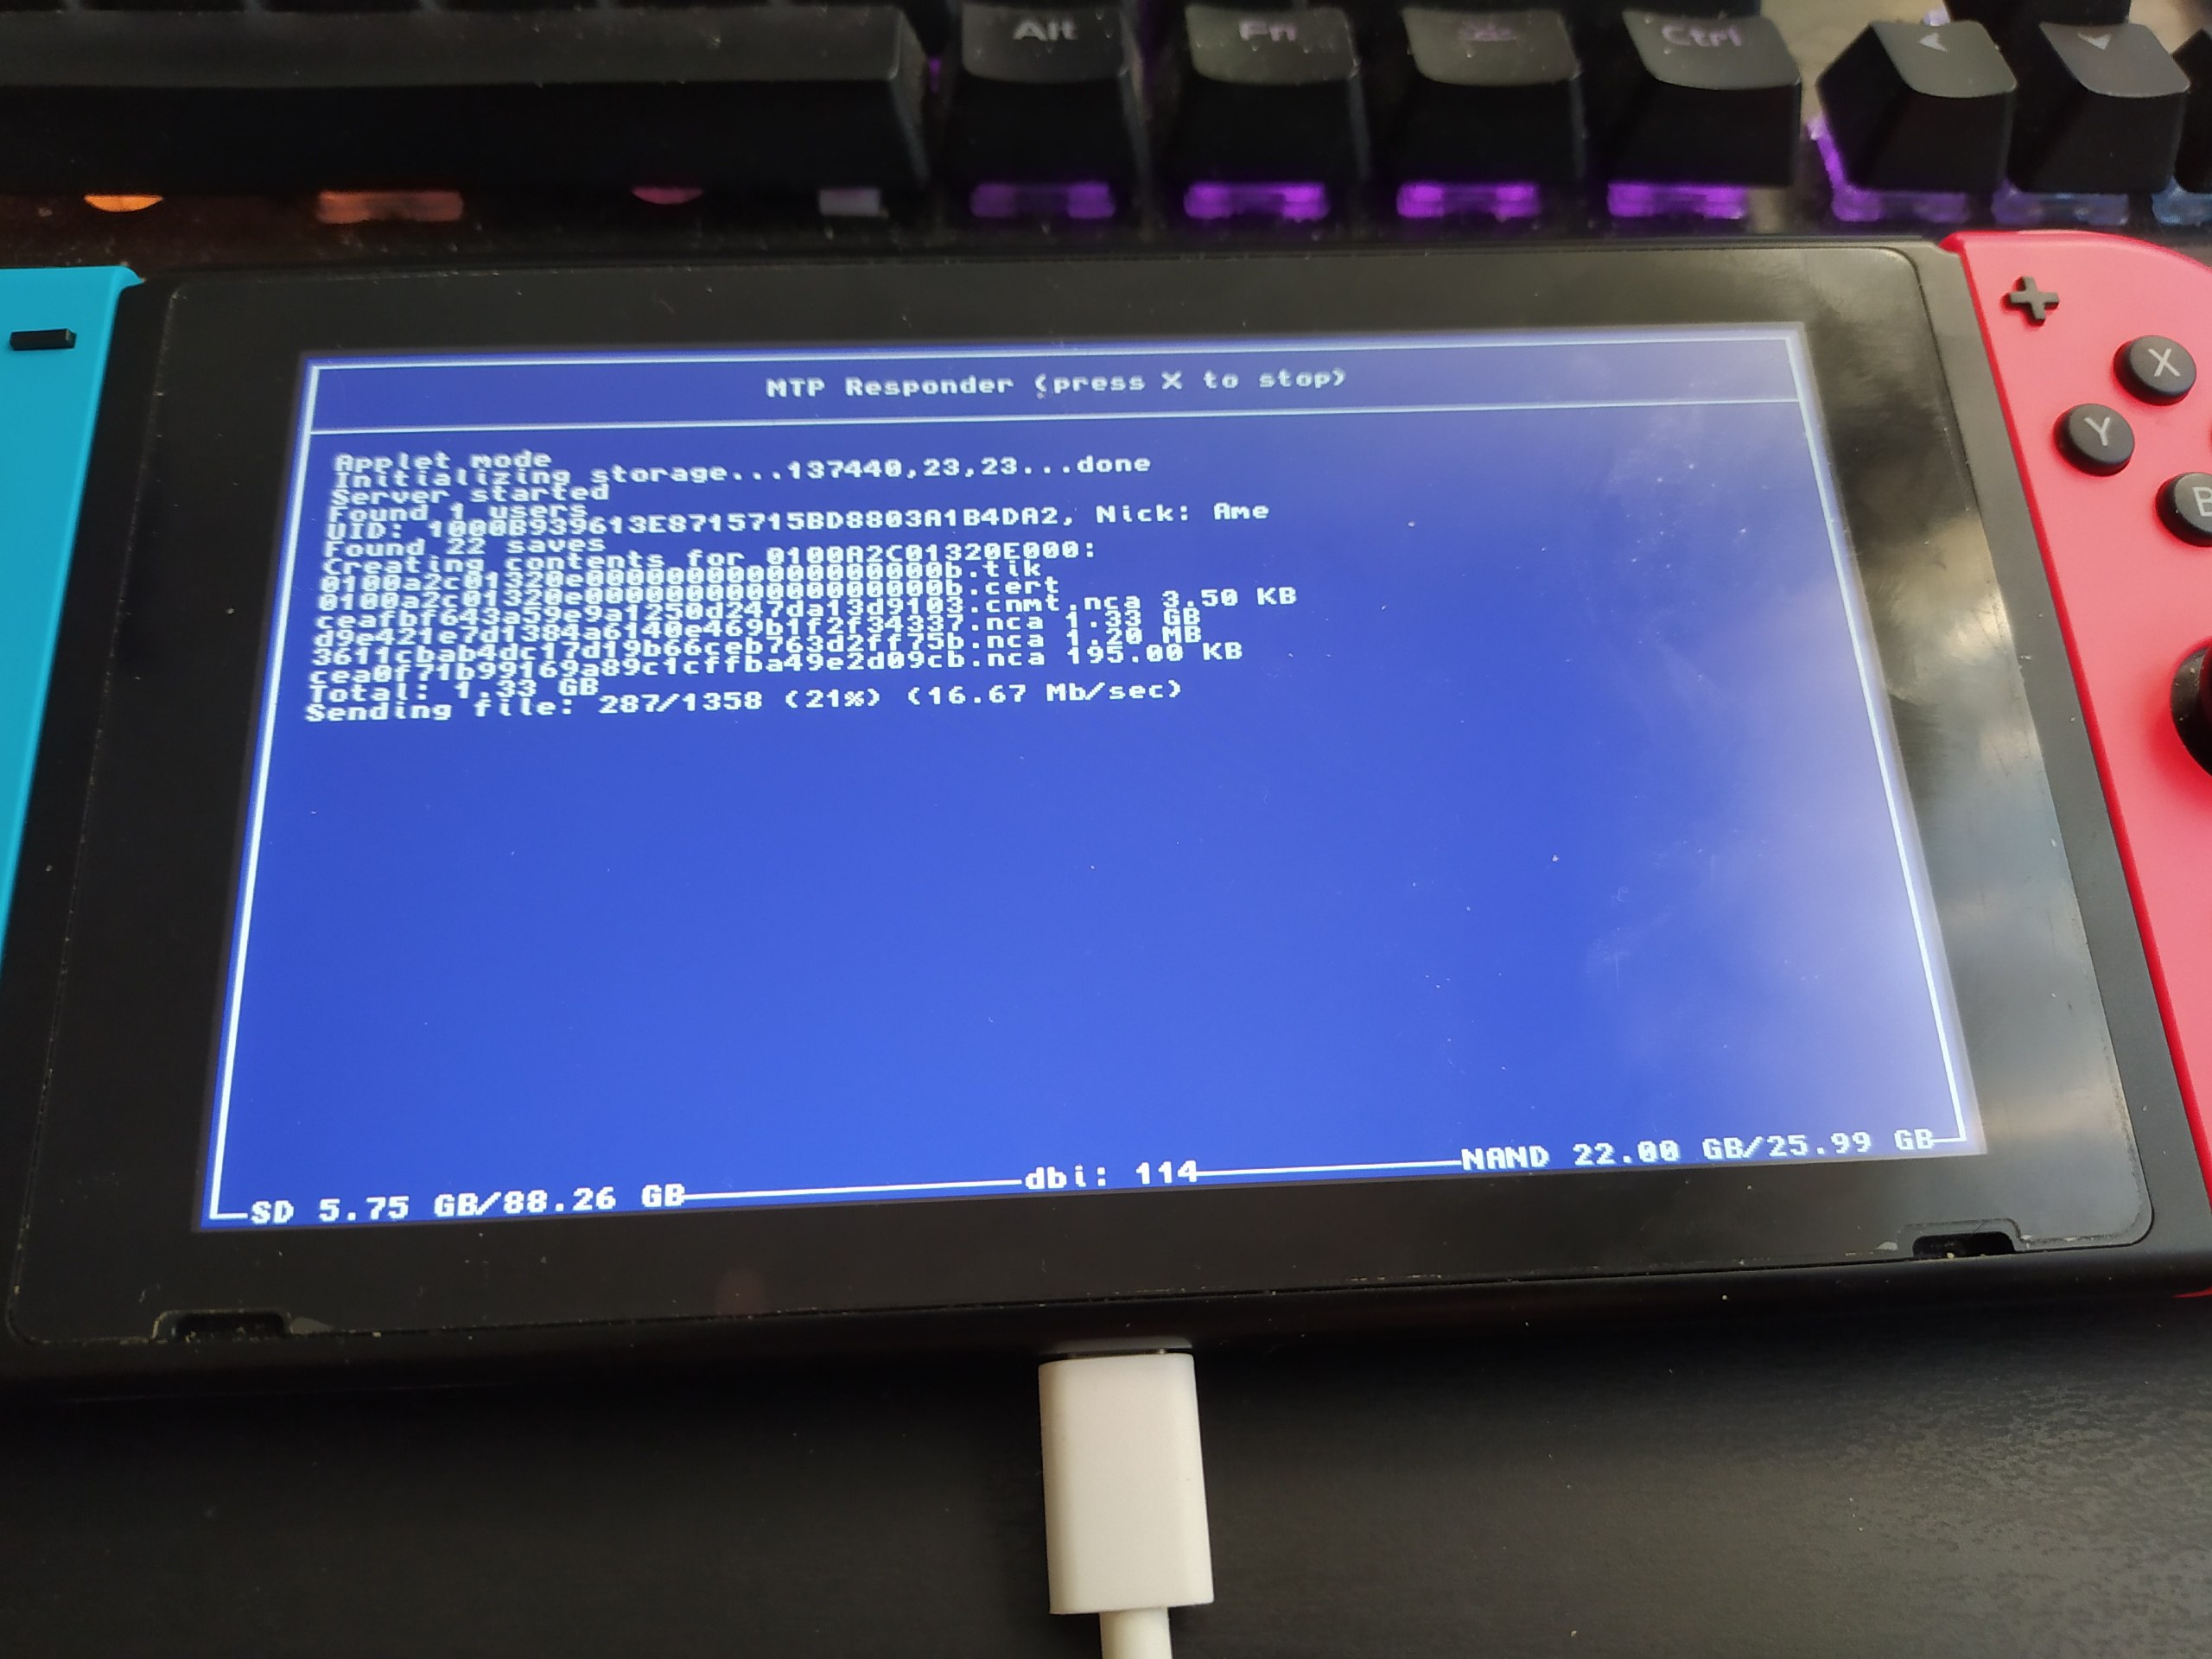 Alt Fn Ctrl
MTP Responder (press X to stop)
Applet mode
Initializing storage...137440,23,23...done
Server started
Found 1 users
UID: 1000B939613E8715715BD8803A1B4DA2, Nick: Ame
Found 22 saves
Creating contents for 0100A2C01320E000:
0100a2c01320e000000000000000000b.tik
0100a2c01320e000000000000000000b.cert
ceafbf643a59e9a1250d247da13d9103.cnmt.nca 3.50 KB
d9e421e7d1384a6140e469b1f2f34337.nca 1.33 GB
3611cbab4dc17d19b66ceb763d2ff75b.nca 1.20 MB
cea0f71b99169a89c1cffba49e2d09cb.nca 195.00 KB
Total: 1.33 GB
Sending file: 287/1358 (21%) (16.67 Mb/sec)
SD 5.75 GB/88.26 GB dbi: 114 NAND 22.00 GB/25.99 GB
X
Y
B